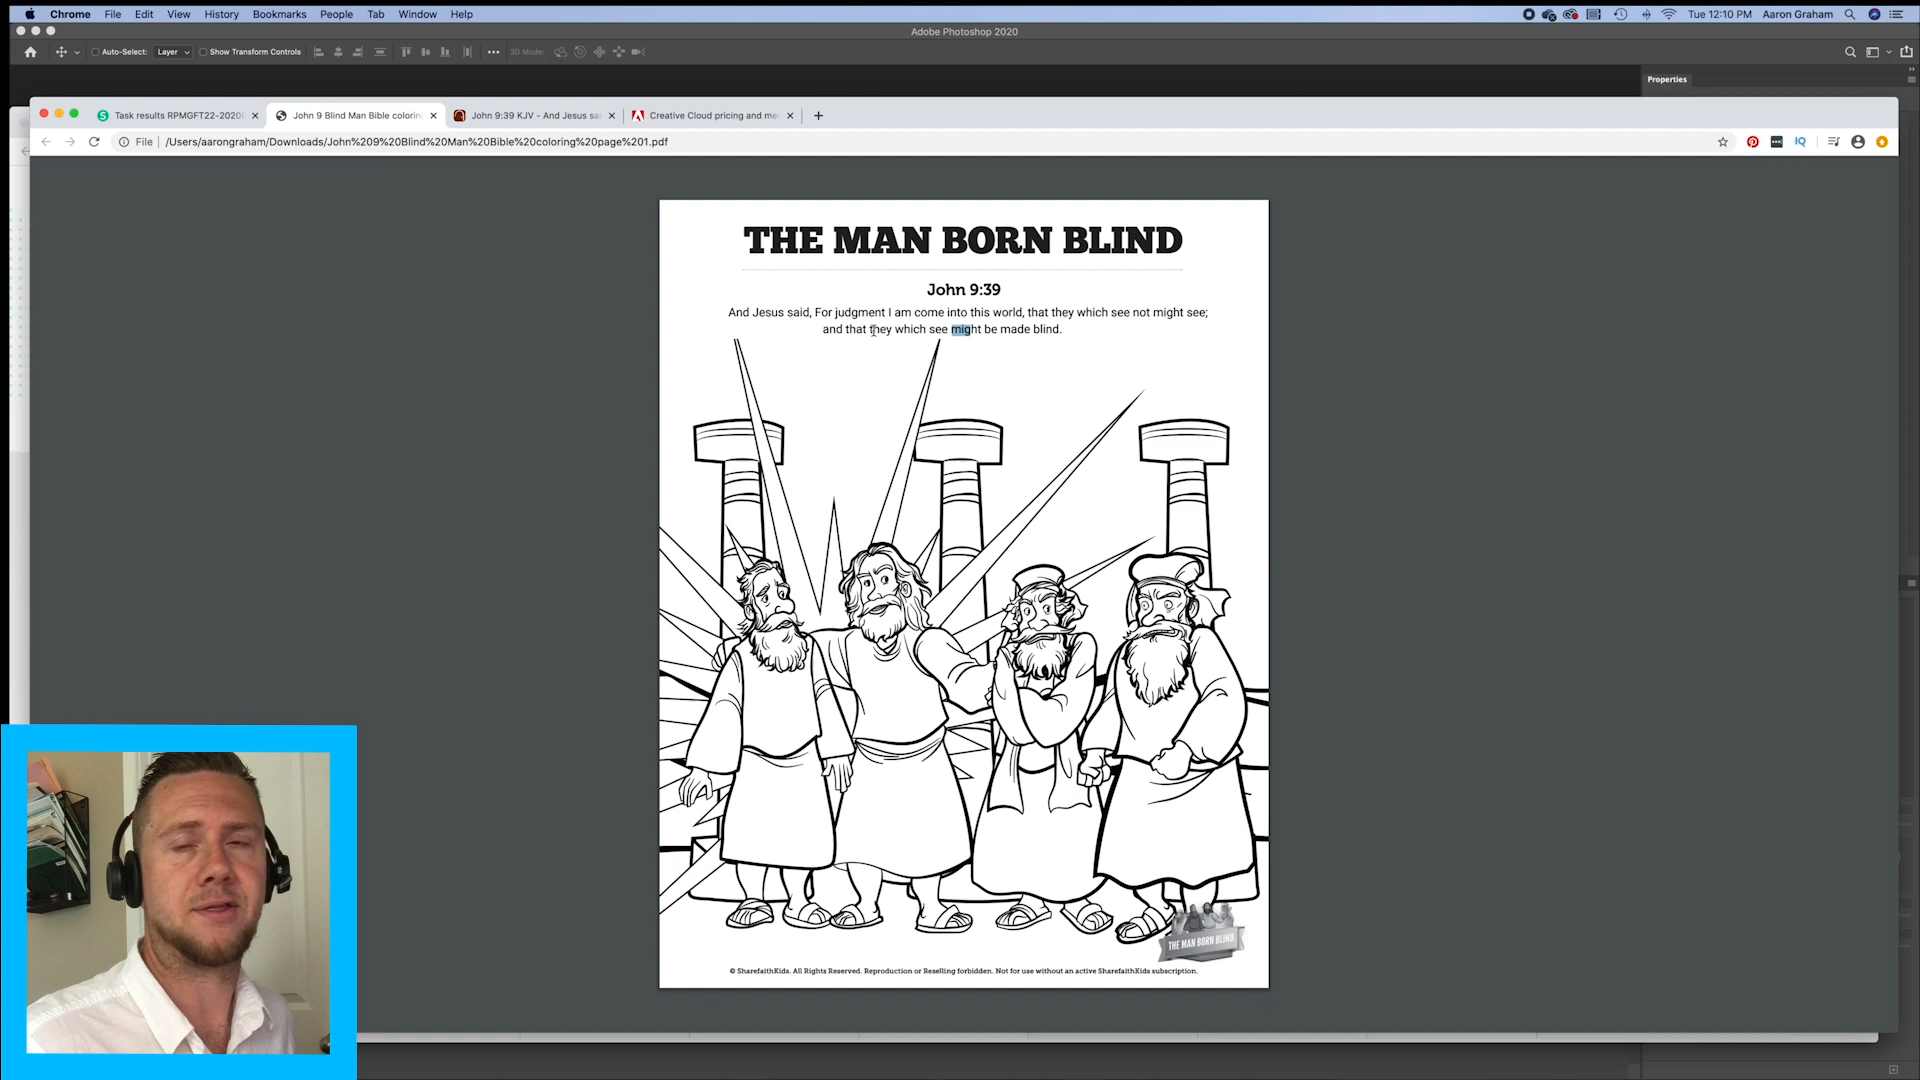 Chrome File Edit View History Bookmarks People Tab Window Help
Tue 12:10 PM Aaron Graham
Adobe Photoshop 2020
Auto-Select: Layer Show Transform Controls
3D Mode:
Properties
Task results RPMGFT22-2020
John 9 Blind Man Bible coloring
John 9:39 KJV - And Jesus sai
Creative Cloud pricing and me
File /Users/aarongraham/Downloads/John%209%20Blind%20Man%20Bible%20coloring%20page%201.pdf
IQ
THE MAN BORN BLIND
John 9:39
And Jesus said, For judgment I am come into this world, that they which see not might see;
and that they which see might be made blind.
THE MAN BORN BLIND
© SharefaithKids. All Rights Reserved. Reproduction or Reselling forbidden. Not for use without an active SharefaithKids subscription.